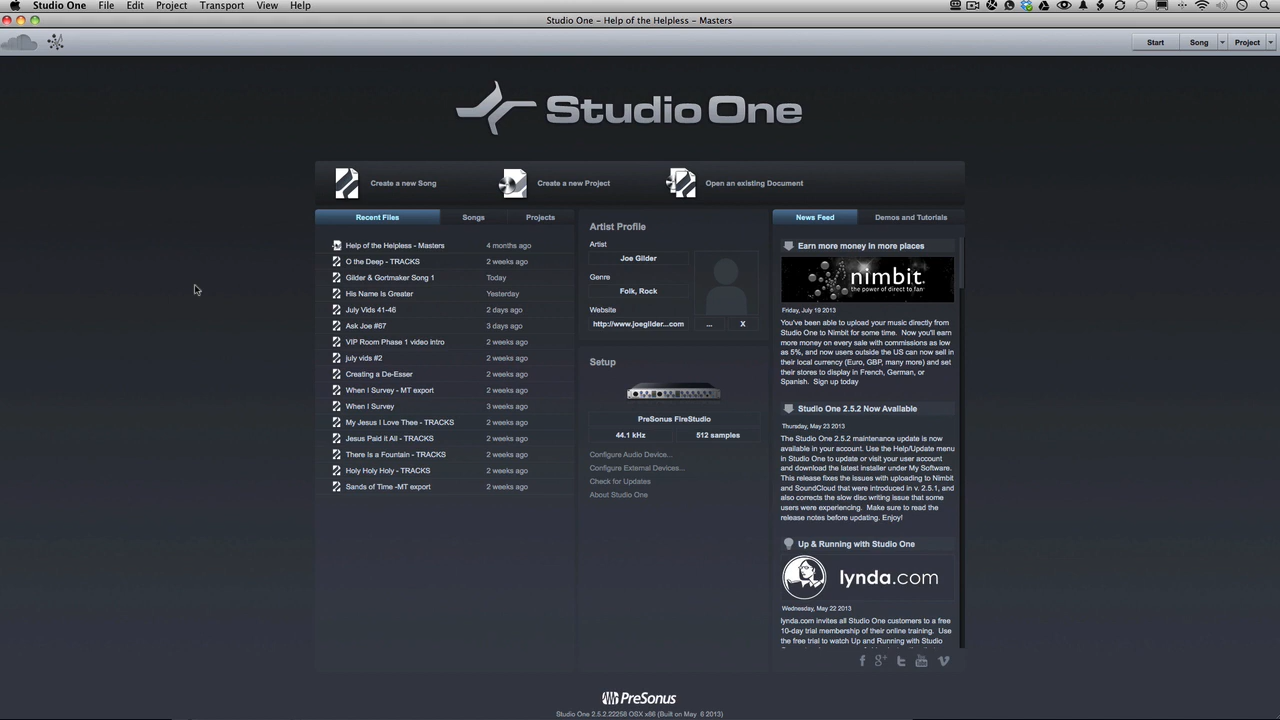 Studio One File Edit Project Transport View Help
Studio One – Help of the Helpless – Masters
Start Song Project
Studio One
Create a new Song
Create a new Project
Open an existing Document
Recent Files Songs Projects
Help of the Helpless - Masters 4 months ago
O the Deep - TRACKS 2 weeks ago
Gilder & Gortmaker Song 1 Today
His Name Is Greater Yesterday
July Vids 41-46 2 days ago
Ask Joe #67 3 days ago
VIP Room Phase 1 video intro 2 weeks ago
july vids #2 2 weeks ago
Creating a De-Esser 2 weeks ago
When I Survey - MT export 2 weeks ago
When I Survey 3 weeks ago
My Jesus I Love Thee - TRACKS 2 weeks ago
Jesus Paid it All - TRACKS 2 weeks ago
There Is a Fountain - TRACKS 2 weeks ago
Holy Holy Holy - TRACKS 2 weeks ago
Sands of Time -MT export 2 weeks ago
Artist Profile
Artist
Joe Gilder
Genre
Folk, Rock
Website
http://www.joegilder...com ... X
Setup
PreSonus FireStudio
44.1 kHz 512 samples
Configure Audio Device...
Configure External Devices...
Check for Updates
About Studio One
News Feed Demos and Tutorials
Earn more money in more places
nimbit
the power of direct to fan
Friday, July 19 2013
You've been able to upload your music directly from
Studio One to Nimbit for some time. Now you'll earn
more money on every sale with commissions as low
as 5%, and now users outside the US can now sell in
their local currency (Euro, GBP, many more) and set
their stores to display in French, German, or
Spanish. Sign up today
Studio One 2.5.2 Now Available
Thursday, May 23 2013
The Studio One 2.5.2 maintenance update is now
available in your account. Use the Help/Update menu
in Studio One to update or visit your user account
and download the latest installer under My Software.
This release fixes the issues with uploading to Nimbit
and SoundCloud that were introduced in v. 2.5.1, and
also corrects the slow disc writing issue that some
users were experiencing. Make sure to read the
release notes before updating. Enjoy!
Up & Running with Studio One
lynda.com
Wednesday, May 22 2013
lynda.com invites all Studio One customers to a free
10-day trial membership of their online training. Use
the free trial to watch Up and Running with Studio
PreSonus
Studio One 2.5.2.22258 OSX x86 (Built on May 6 2013)